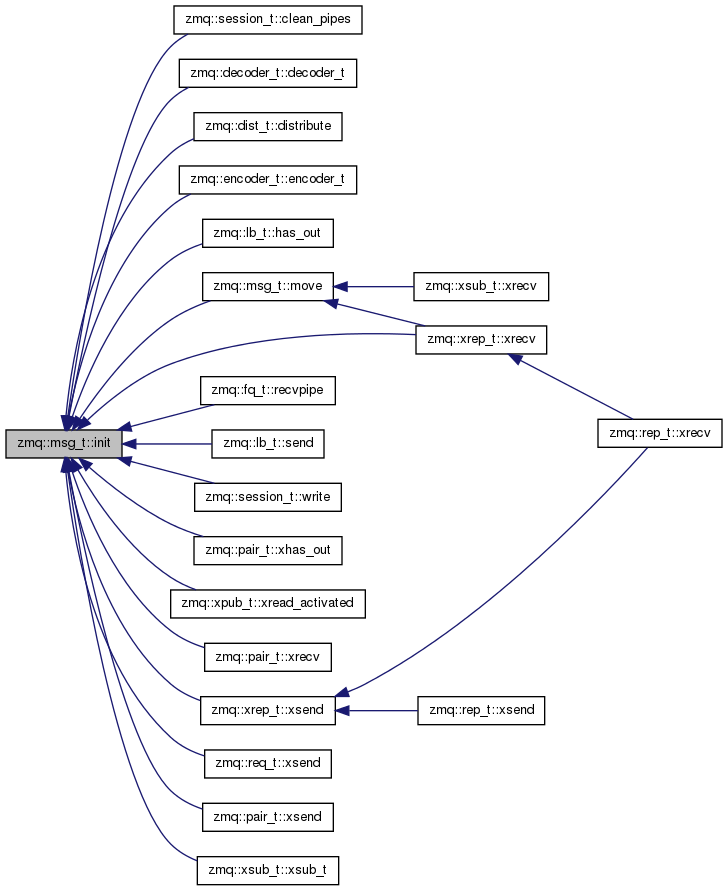 zmq::session_t::clean_pipes
zmq::decoder_t::decoder_t
zmq::dist_t::distribute
zmq::encoder_t::encoder_t
zmq::lb_t::has_out
zmq::msg_t::move
zmq::xsub_t::xrecv
zmq::xrep_t::xrecv
zmq::fq_t::recvpipe
zmq::rep_t::xrecv
zmq::msg_t::init
zmq::lb_t::send
zmq::session_t::write
zmq::pair_t::xhas_out
zmq::xpub_t::xread_activated
zmq::pair_t::xrecv
zmq::xrep_t::xsend
zmq::rep_t::xsend
zmq::req_t::xsend
zmq::pair_t::xsend
zmq::xsub_t::xsub_t